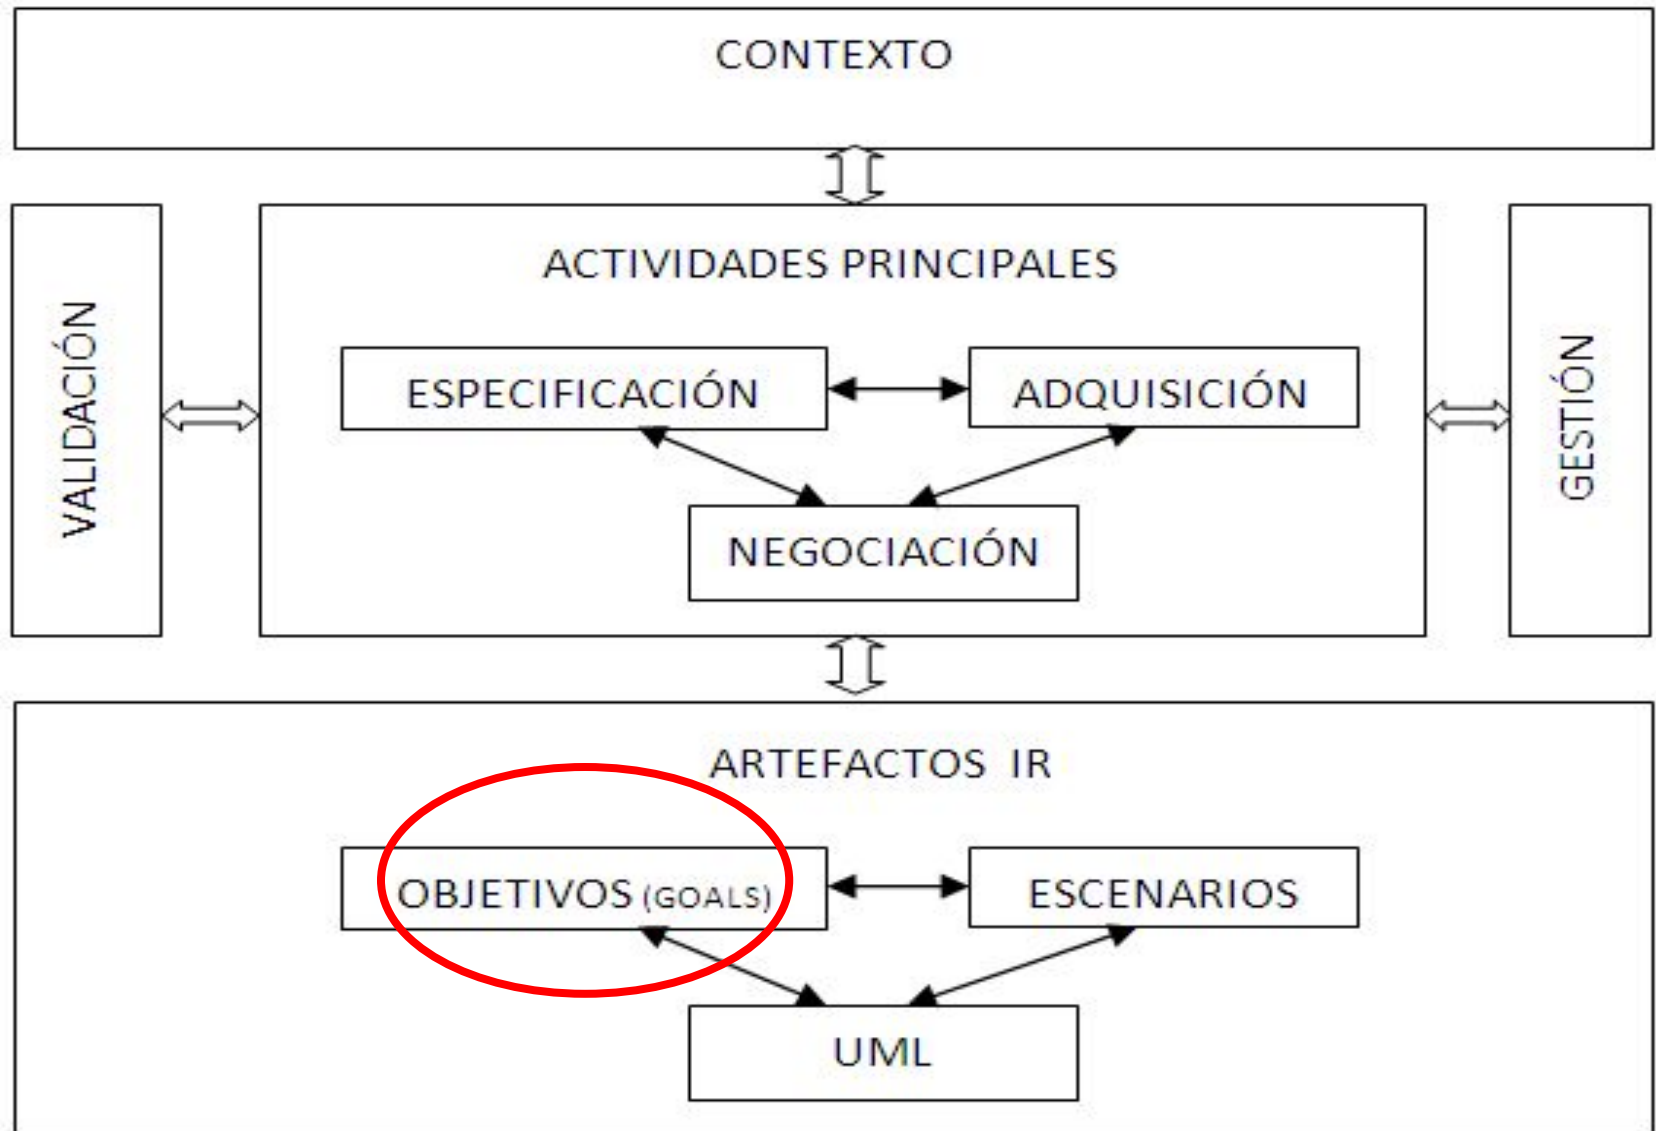 CONTEXTO
ACTIVIDADES PRINCIPALES
VALIDACIÓN
ESPECIFICACIÓN
ADQUISICIÓN
NEGOCIACIÓN
GESTIÓN
ARTEFACTOS IR
OBJETIVOS (GOALS)
ESCENARIOS
UML